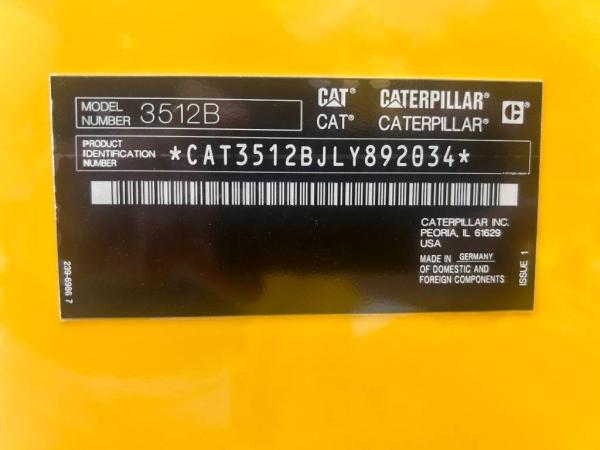 MODEL NUMBER 3512B
CAT® CATERPILLAR®
CAT® CATERPILLAR®
PRODUCT IDENTIFICATION NUMBER *CAT3512BJLY892034*
CATERPILLAR INC.
PEORIA, IL 61629
USA
MADE IN GERMANY
OF DOMESTIC AND
FOREIGN COMPONENTS
ISSUE 1
239-6986 7